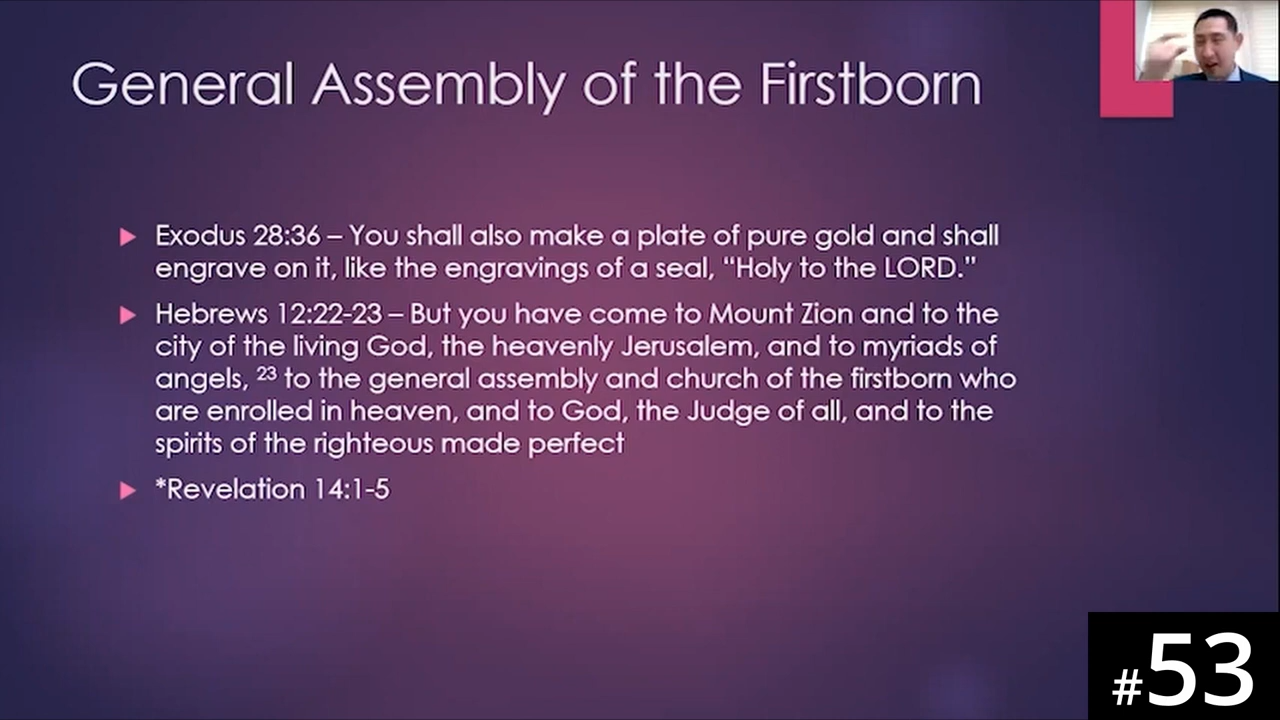 General Assembly of the Firstborn
Exodus 28:36 – You shall also make a plate of pure gold and shall
engrave on it, like the engravings of a seal, “Holy to the LORD.”
Hebrews 12:22-23 – But you have come to Mount Zion and to the
city of the living God, the heavenly Jerusalem, and to myriads of
angels, ²³ to the general assembly and church of the firstborn who
are enrolled in heaven, and to God, the Judge of all, and to the
spirits of the righteous made perfect
*Revelation 14:1-5
#53